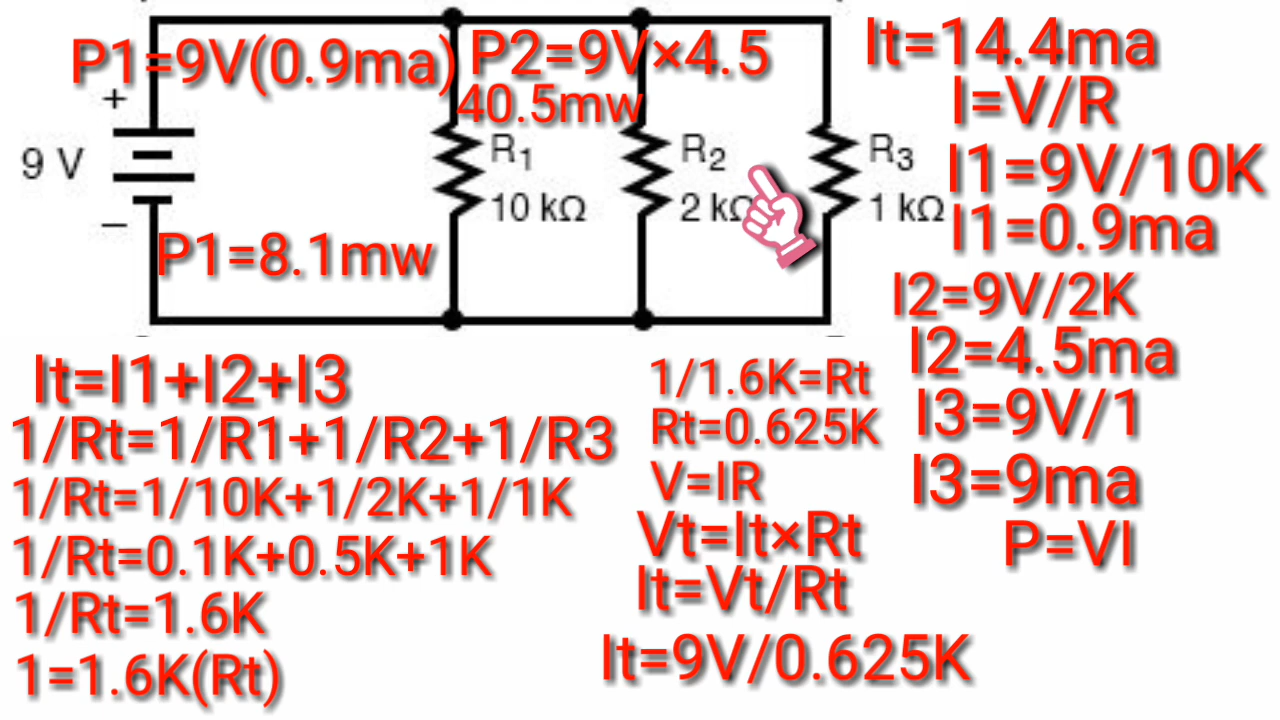 P1=9V(0.9ma)
P2=9V×4.5
40.5mw
+
9 V
−
R1
10 kΩ
R2
2 kΩ
R3
1 kΩ
P1=8.1mw
It=14.4ma
I=V/R
I1=9V/10K
I1=0.9ma
I2=9V/2K
I2=4.5ma
I3=9V/1
I3=9ma
P=VI
It=I1+I2+I3
1/Rt=1/R1+1/R2+1/R3
1/Rt=1/10K+1/2K+1/1K
1/Rt=0.1K+0.5K+1K
1/Rt=1.6K
1=1.6K(Rt)
1/1.6K=Rt
Rt=0.625K
V=IR
Vt=It×Rt
It=Vt/Rt
It=9V/0.625K